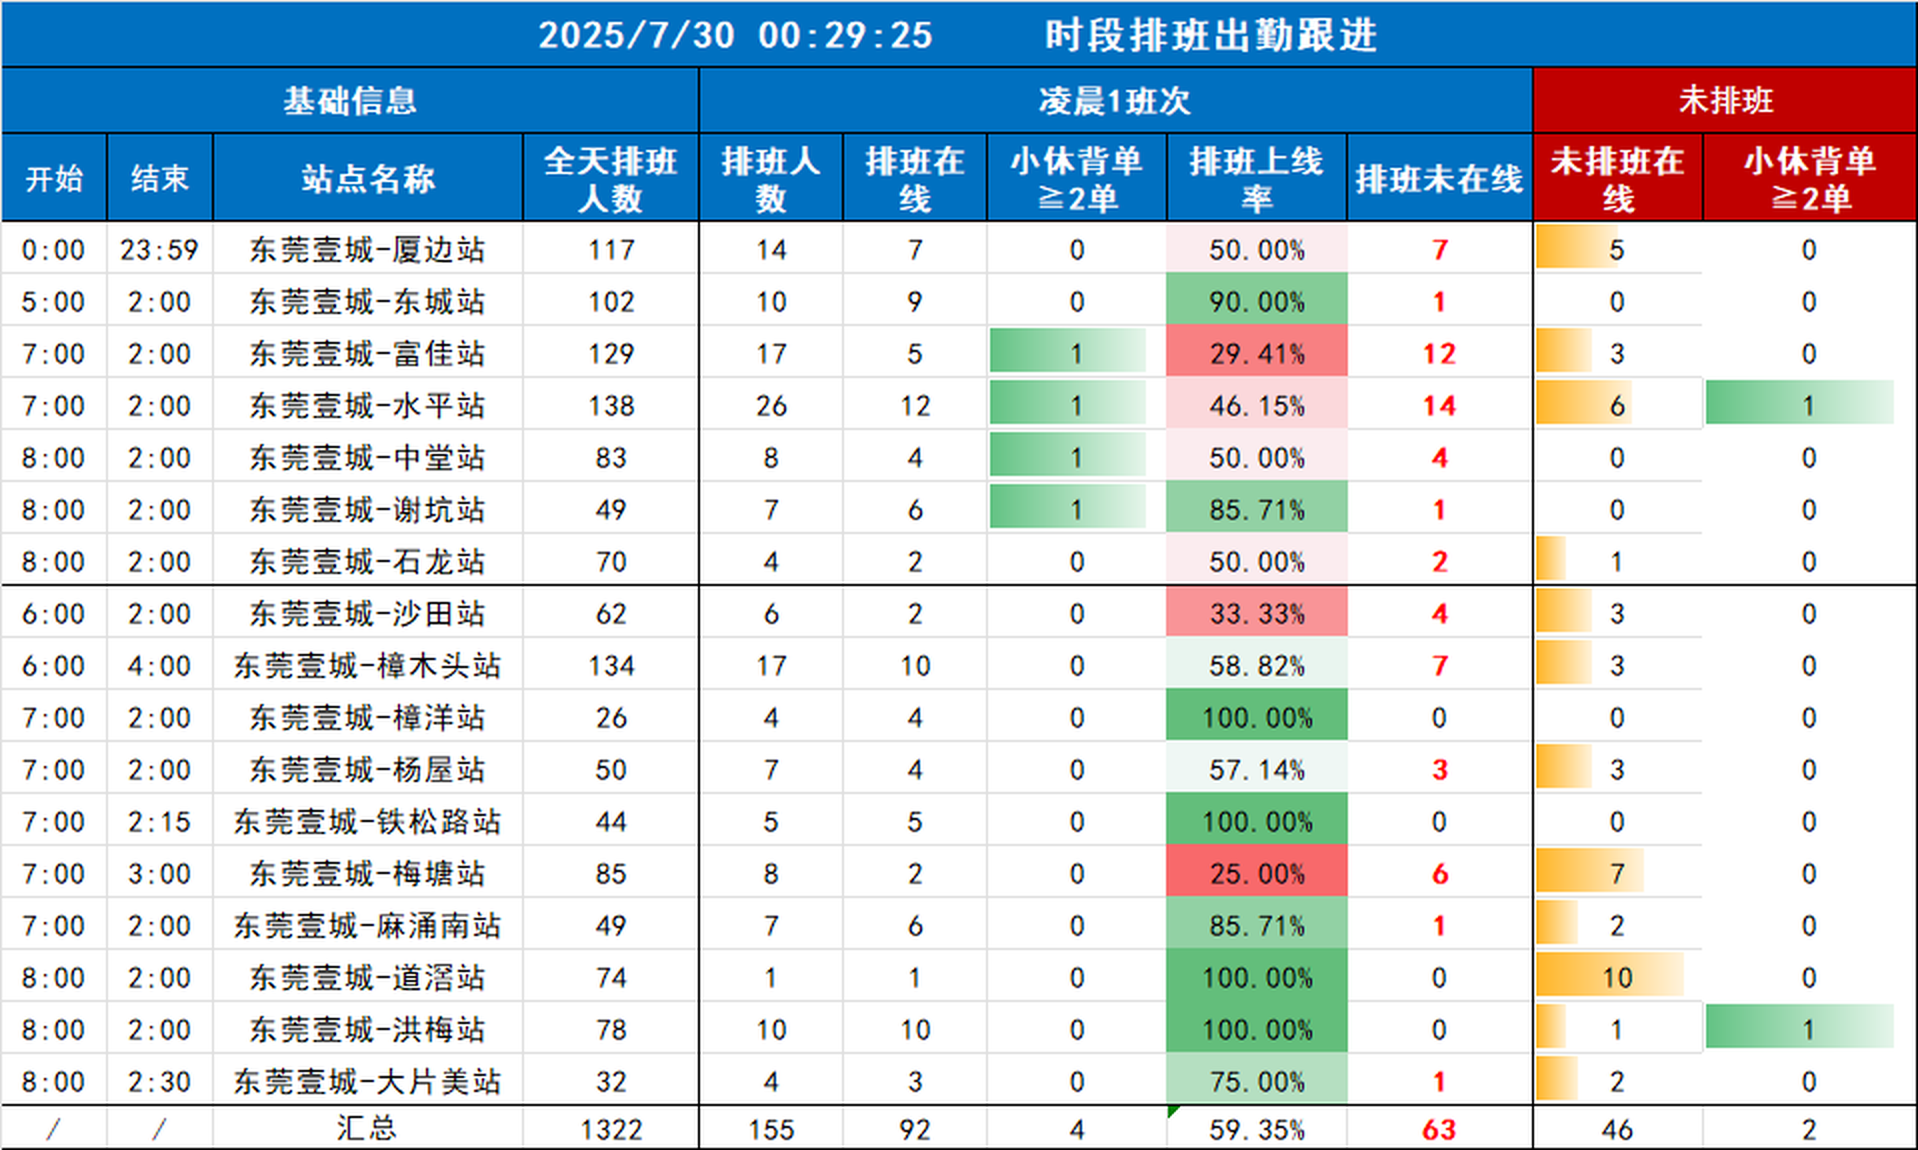 2025/7/30 00:29:25 时段排班出勤跟进
基础信息 凌晨1班次 未排班
开始 结束 站点名称 全天排班人数 排班人数 排班在线 小休背单≧2单 排班上线率 排班未在线 未排班在线 小休背单≧2单
0:00 23:59 东莞壹城-厦边站 117 14 7 0 50.00% 7 5 0
5:00 2:00 东莞壹城-东城站 102 10 9 0 90.00% 1 0 0
7:00 2:00 东莞壹城-富佳站 129 17 5 1 29.41% 12 3 0
7:00 2:00 东莞壹城-水平站 138 26 12 1 46.15% 14 6 1
8:00 2:00 东莞壹城-中堂站 83 8 4 1 50.00% 4 0 0
8:00 2:00 东莞壹城-谢坑站 49 7 6 1 85.71% 1 0 0
8:00 2:00 东莞壹城-石龙站 70 4 2 0 50.00% 2 1 0
6:00 2:00 东莞壹城-沙田站 62 6 2 0 33.33% 4 3 0
6:00 4:00 东莞壹城-樟木头站 134 17 10 0 58.82% 7 3 0
7:00 2:00 东莞壹城-樟洋站 26 4 4 0 100.00% 0 0 0
7:00 2:00 东莞壹城-杨屋站 50 7 4 0 57.14% 3 3 0
7:00 2:15 东莞壹城-铁松路站 44 5 5 0 100.00% 0 0 0
7:00 3:00 东莞壹城-梅塘站 85 8 2 0 25.00% 6 7 0
7:00 2:00 东莞壹城-麻涌南站 49 7 6 0 85.71% 1 2 0
8:00 2:00 东莞壹城-道滘站 74 1 1 0 100.00% 0 10 0
8:00 2:00 东莞壹城-洪梅站 78 10 10 0 100.00% 0 1 1
8:00 2:30 东莞壹城-大片美站 32 4 3 0 75.00% 1 2 0
/ / 汇总 1322 155 92 4 59.35% 63 46 2